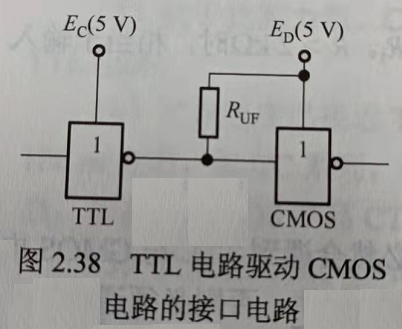 E_C(5 V)
E_D(5 V)
R_UF
1
1
TTL
CMOS
图 2.38 TTL 电路驱动 CMOS
电路的接口电路